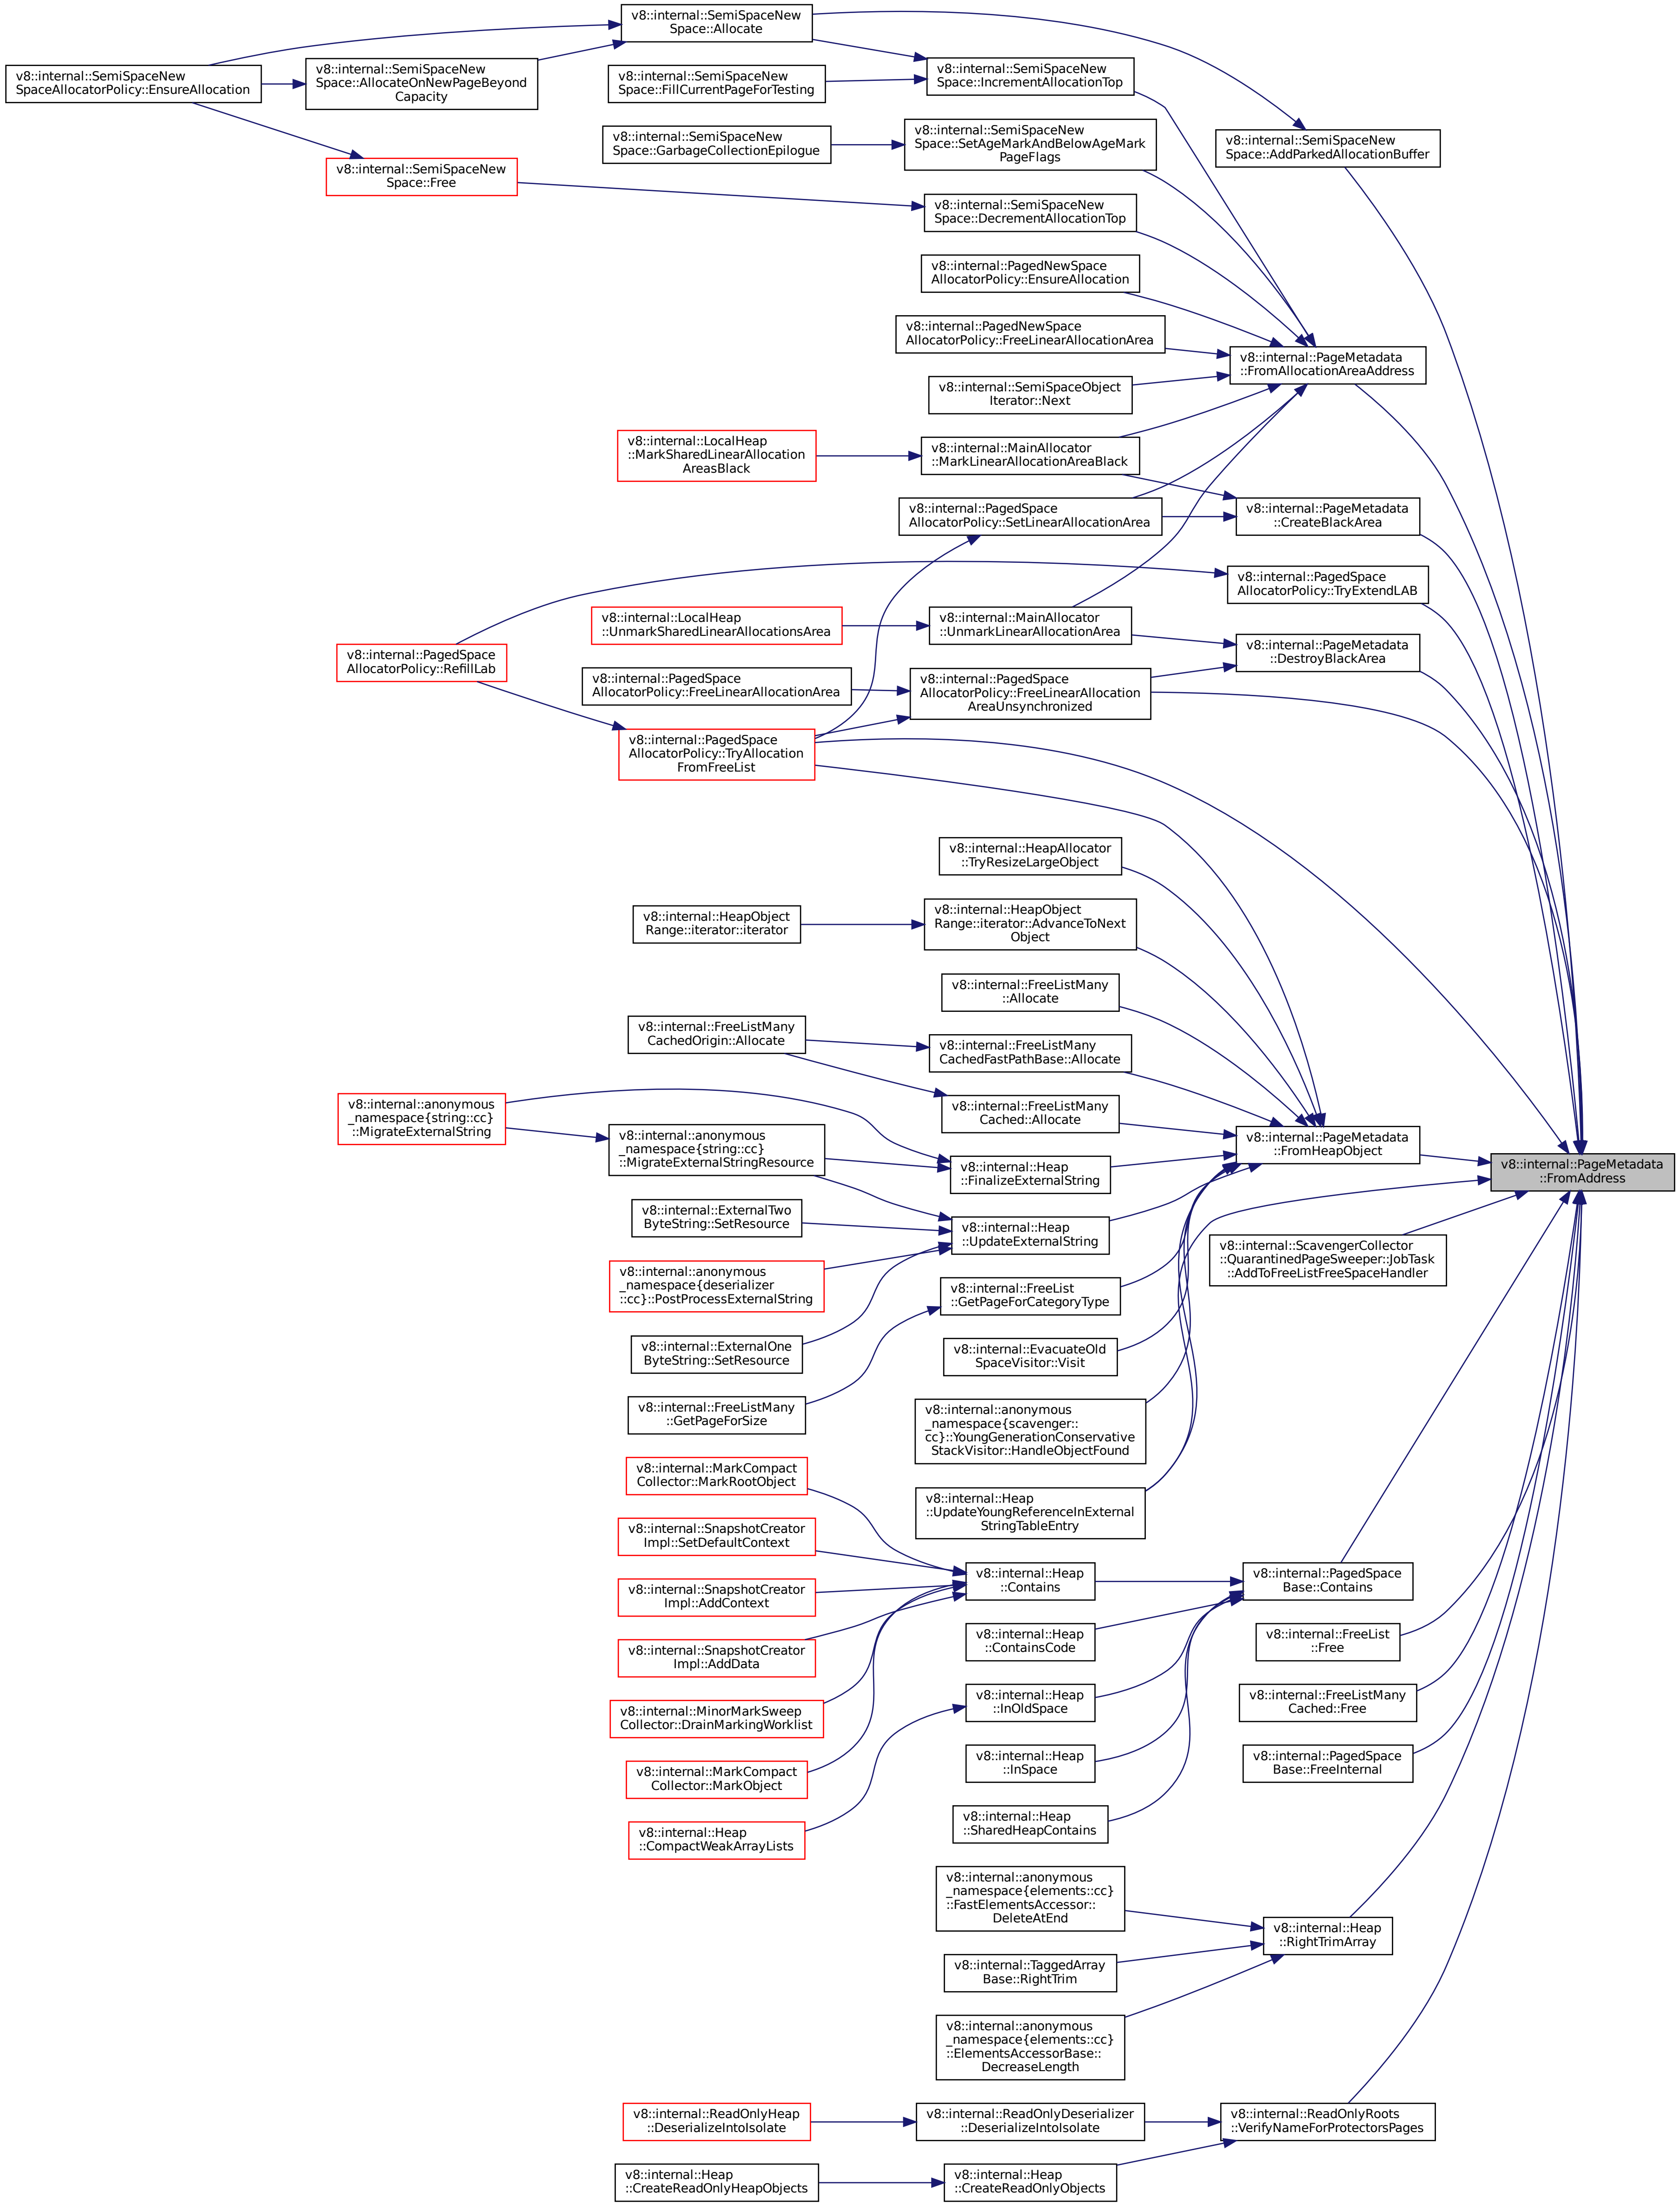 v8::internal::SemiSpaceNew
Space::Allocate
v8::internal::SemiSpaceNew
SpaceAllocatorPolicy::EnsureAllocation
v8::internal::SemiSpaceNew
Space::AllocateOnNewPageBeyond
Capacity
v8::internal::SemiSpaceNew
Space::FillCurrentPageForTesting
v8::internal::SemiSpaceNew
Space::IncrementAllocationTop
v8::internal::SemiSpaceNew
Space::GarbageCollectionEpilogue
v8::internal::SemiSpaceNew
Space::SetAgeMarkAndBelowAgeMark
PageFlags
v8::internal::SemiSpaceNew
Space::AddParkedAllocationBuffer
v8::internal::SemiSpaceNew
Space::Free
v8::internal::SemiSpaceNew
Space::DecrementAllocationTop
v8::internal::PagedNewSpace
AllocatorPolicy::EnsureAllocation
v8::internal::PagedNewSpace
AllocatorPolicy::FreeLinearAllocationArea
v8::internal::PageMetadata
::FromAllocationAreaAddress
v8::internal::SemiSpaceObject
Iterator::Next
v8::internal::LocalHeap
::MarkSharedLinearAllocation
AreasBlack
v8::internal::MainAllocator
::MarkLinearAllocationAreaBlack
v8::internal::PagedSpace
AllocatorPolicy::SetLinearAllocationArea
v8::internal::PageMetadata
::CreateBlackArea
v8::internal::PagedSpace
AllocatorPolicy::TryExtendLAB
v8::internal::LocalHeap
::UnmarkSharedLinearAllocationsArea
v8::internal::MainAllocator
::UnmarkLinearAllocationArea
v8::internal::PageMetadata
::DestroyBlackArea
v8::internal::PagedSpace
AllocatorPolicy::RefillLab
v8::internal::PagedSpace
AllocatorPolicy::FreeLinearAllocationArea
v8::internal::PagedSpace
AllocatorPolicy::FreeLinearAllocation
AreaUnsynchronized
v8::internal::PagedSpace
AllocatorPolicy::TryAllocation
FromFreeList
v8::internal::HeapAllocator
::TryResizeLargeObject
v8::internal::HeapObject
Range::iterator::iterator
v8::internal::HeapObject
Range::iterator::AdvanceToNext
Object
v8::internal::FreeListMany
::Allocate
v8::internal::FreeListMany
CachedOrigin::Allocate
v8::internal::FreeListMany
CachedFastPathBase::Allocate
v8::internal::anonymous
_namespace{string::cc}
::MigrateExternalString
v8::internal::FreeListMany
Cached::Allocate
v8::internal::anonymous
_namespace{string::cc}
::MigrateExternalStringResource
v8::internal::PageMetadata
::FromHeapObject
v8::internal::Heap
::FinalizeExternalString
v8::internal::PageMetadata
::FromAddress
v8::internal::ExternalTwo
ByteString::SetResource
v8::internal::Heap
::UpdateExternalString
v8::internal::ScavengerCollector
::QuarantinedPageSweeper::JobTask
::AddToFreeListFreeSpaceHandler
v8::internal::anonymous
_namespace{deserializer
::cc}::PostProcessExternalString
v8::internal::FreeList
::GetPageForCategoryType
v8::internal::ExternalOne
ByteString::SetResource
v8::internal::EvacuateOld
SpaceVisitor::Visit
v8::internal::FreeListMany
::GetPageForSize
v8::internal::anonymous
_namespace{scavenger::
cc}::YoungGenerationConservative
StackVisitor::HandleObjectFound
v8::internal::MarkCompact
Collector::MarkRootObject
v8::internal::Heap
::UpdateYoungReferenceInExternal
StringTableEntry
v8::internal::SnapshotCreator
Impl::SetDefaultContext
v8::internal::Heap
::Contains
v8::internal::PagedSpace
Base::Contains
v8::internal::SnapshotCreator
Impl::AddContext
v8::internal::Heap
::ContainsCode
v8::internal::FreeList
::Free
v8::internal::SnapshotCreator
Impl::AddData
v8::internal::Heap
::InOldSpace
v8::internal::FreeListMany
Cached::Free
v8::internal::MinorMarkSweep
Collector::DrainMarkingWorklist
v8::internal::Heap
::InSpace
v8::internal::PagedSpace
Base::FreeInternal
v8::internal::MarkCompact
Collector::MarkObject
v8::internal::Heap
::SharedHeapContains
v8::internal::Heap
::CompactWeakArrayLists
v8::internal::anonymous
_namespace{elements::cc}
::FastElementsAccessor::
DeleteAtEnd
v8::internal::Heap
::RightTrimArray
v8::internal::TaggedArray
Base::RightTrim
v8::internal::anonymous
_namespace{elements::cc}
::ElementsAccessorBase::
DecreaseLength
v8::internal::ReadOnlyHeap
::DeserializeIntoIsolate
v8::internal::ReadOnlyDeserializer
::DeserializeIntoIsolate
v8::internal::ReadOnlyRoots
::VerifyNameForProtectorsPages
v8::internal::Heap
::CreateReadOnlyHeapObjects
v8::internal::Heap
::CreateReadOnlyObjects